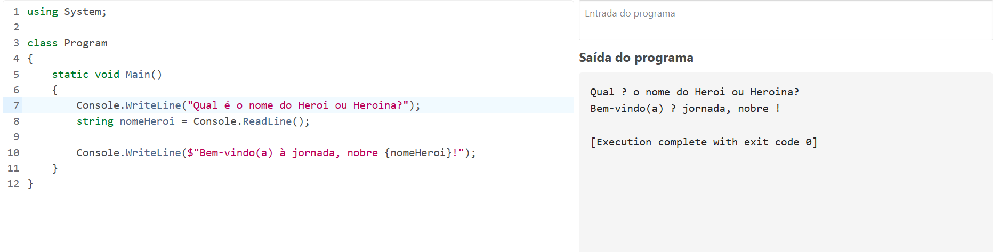 1 using System;
2
3 class Program
4 {
5     static void Main()
6     {
7         Console.WriteLine("Qual é o nome do Heroi ou Heroina?");
8         string nomeHeroi = Console.ReadLine();
9
10         Console.WriteLine($"Bem-vindo(a) à jornada, nobre {nomeHeroi}!");
11     }
12 }
Entrada do programa
Saída do programa
Qual ? o nome do Heroi ou Heroina?
Bem-vindo(a) ? jornada, nobre !
[Execution complete with exit code 0]